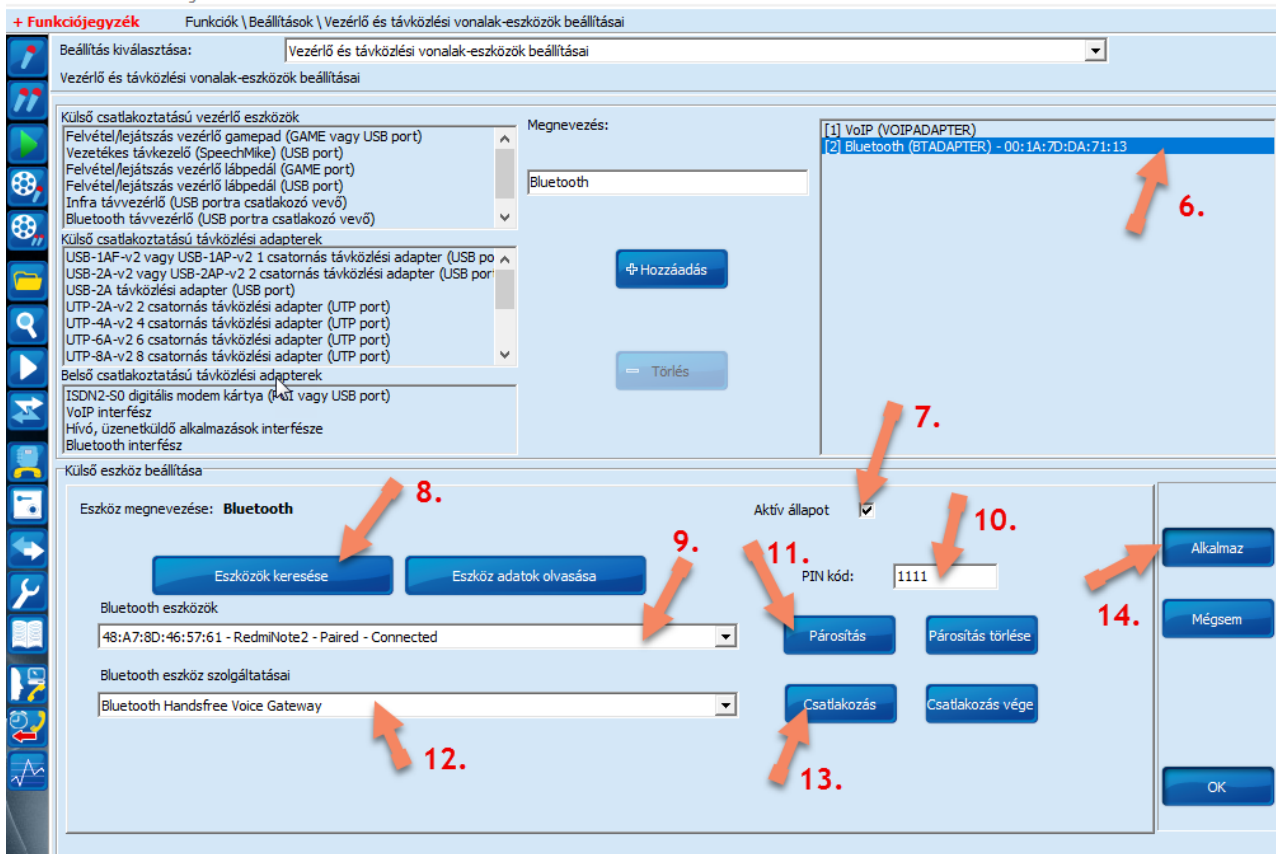 + Funkciójegyzék Funkciók \ Beállítások \ Vezérlő és távközlési vonalak-eszközök beállításai
Beállítás kiválasztása: Vezérlő és távközlési vonalak-eszközök beállításai
Vezérlő és távközlési vonalak-eszközök beállításai
Külső csatlakoztatású vezérlő eszközök
Felvétel/lejátszás vezérlő gamepad (GAME vagy USB port)
Vezetékes távkezelő (SpeechMike) (USB port)
Felvétel/lejátszás vezérlő lábpedál (GAME port)
Felvétel/lejátszás vezérlő lábpedál (USB port)
Infra távvezérlő (USB portra csatlakozó vevő)
Bluetooth távvezérlő (USB portra csatlakozó vevő)
Külső csatlakoztatású távközlési adapterek
USB-1AF-v2 vagy USB-1AP-v2 1 csatornás távközlési adapter (USB po
USB-2A-v2 vagy USB-2AP-v2 2 csatornás távközlési adapter (USB por
USB-2A távközlési adapter (USB port)
UTP-2A-v2 2 csatornás távközlési adapter (UTP port)
UTP-4A-v2 4 csatornás távközlési adapter (UTP port)
UTP-6A-v2 6 csatornás távközlési adapter (UTP port)
UTP-8A-v2 8 csatornás távközlési adapter (UTP port)
Belső csatlakoztatású távközlési adapterek
ISDN2-S0 digitális modem kártya (PCI vagy USB port)
VoIP interfész
Hívó, üzenetküldő alkalmazások interfésze
Bluetooth interfész
Megnevezés:
Bluetooth
Hozzáadás
Törlés
[1] VoIP (VOIPADAPTER)
[2] Bluetooth (BTADAPTER) - 00:1A:7D:DA:71:13
6.
7.
Külső eszköz beállítása
Eszköz megnevezése: Bluetooth
8.
Aktív állapot
9.
10.
11.
Eszközök keresése Eszköz adatok olvasása
PIN kód: 1111
Bluetooth eszközök
48:A7:8D:46:57:61 - RedmiNote2 - Paired - Connected
Párosítás Párosítás törlése
Bluetooth eszköz szolgáltatásai
Bluetooth Handsfree Voice Gateway
Csatlakozás Csatlakozás vége
12.
13.
Alkalmaz
14.
Mégsem
OK